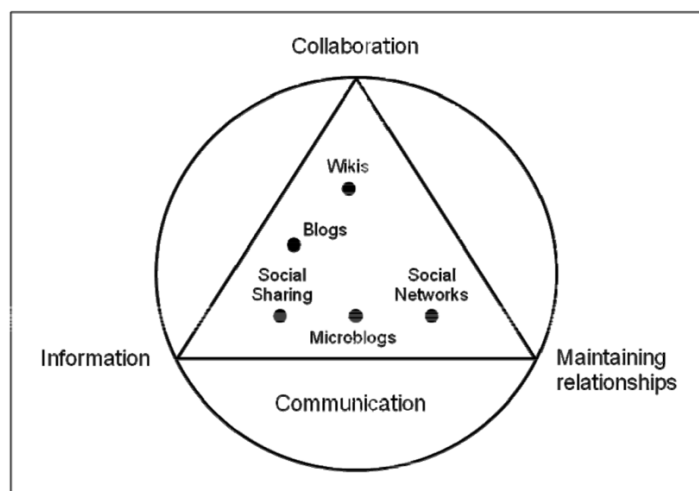 Collaboration
Wikis
Blogs
Social
Sharing
Social
Networks
Microblogs
Information
Maintaining
relationships
Communication